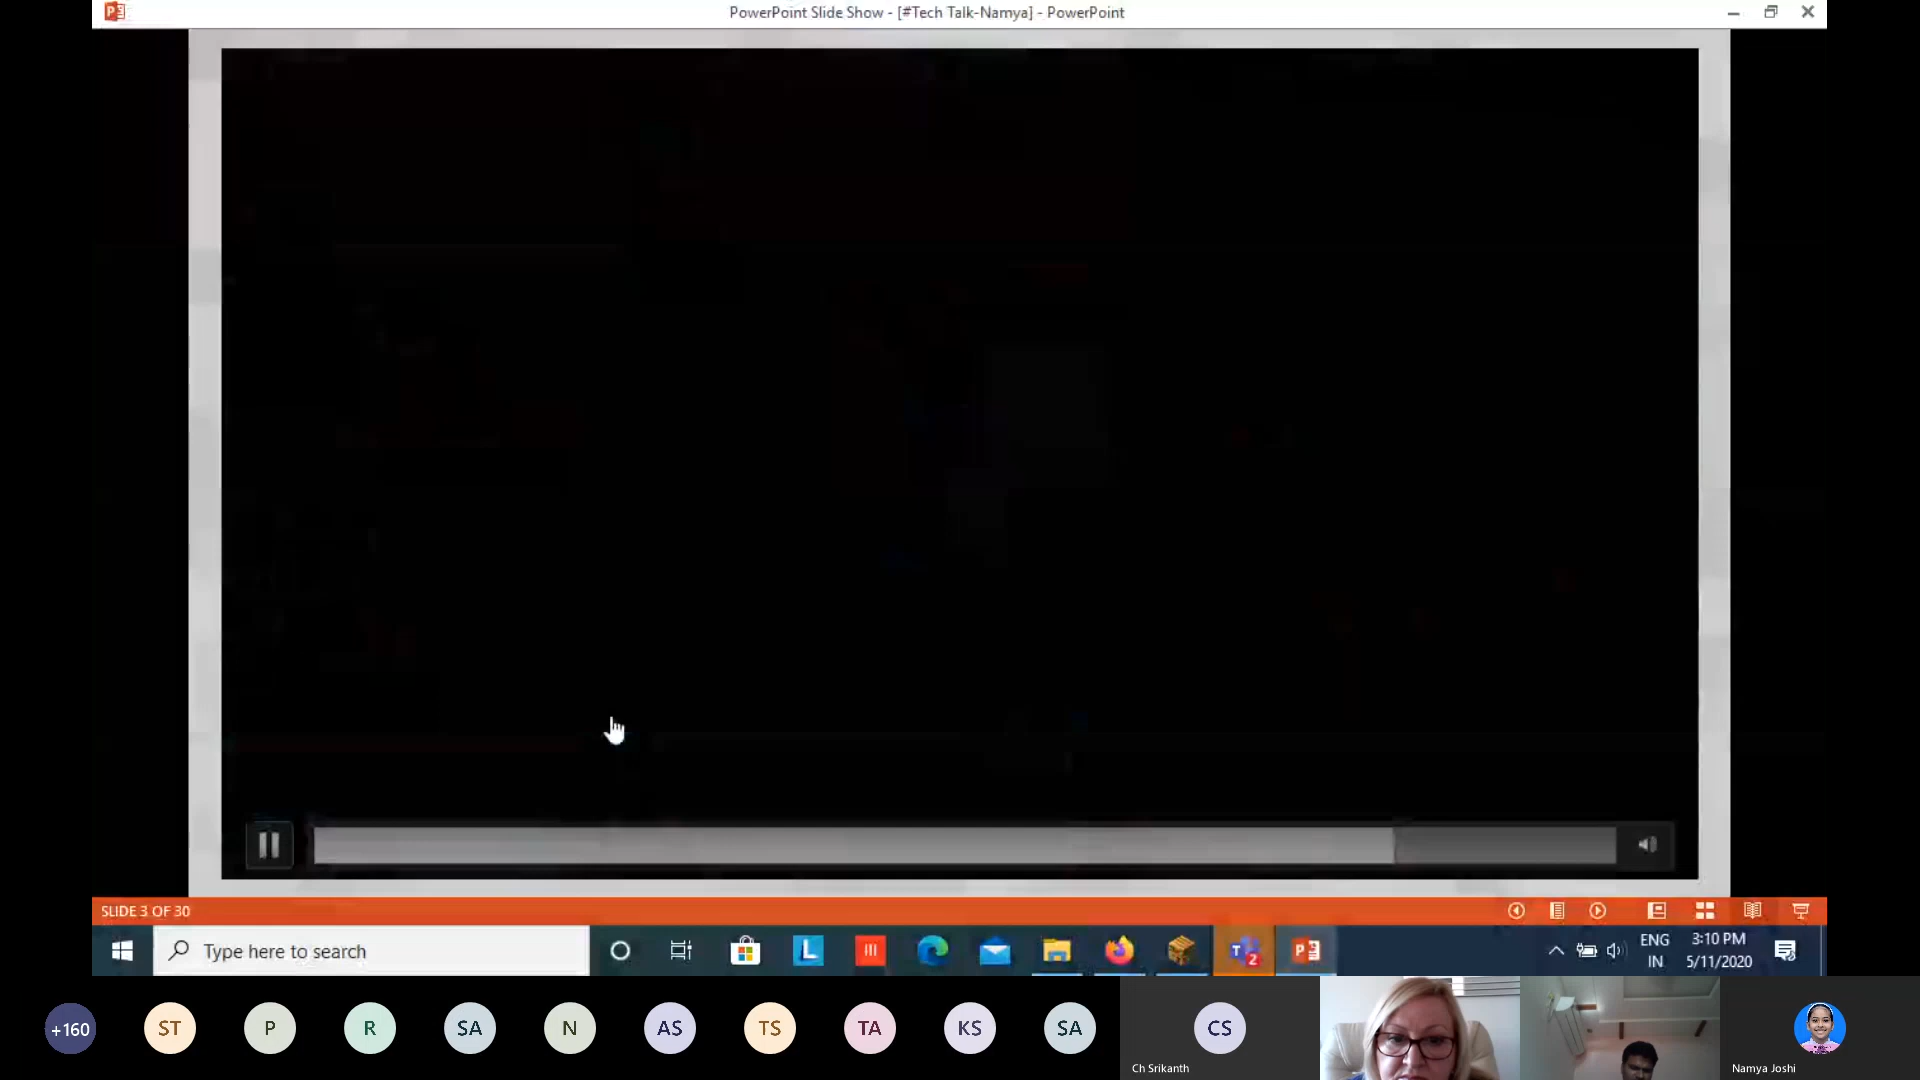 PowerPoint Slide Show - [#Tech Talk-Namya] - PowerPoint
SLIDE 3 OF 30
Type here to search
L
2
ENG
IN
3:10 PM
5/11/2020
+160
ST
P
R
SA
N
AS
TS
TA
KS
SA
CS
Ch Srikanth
Namya Joshi